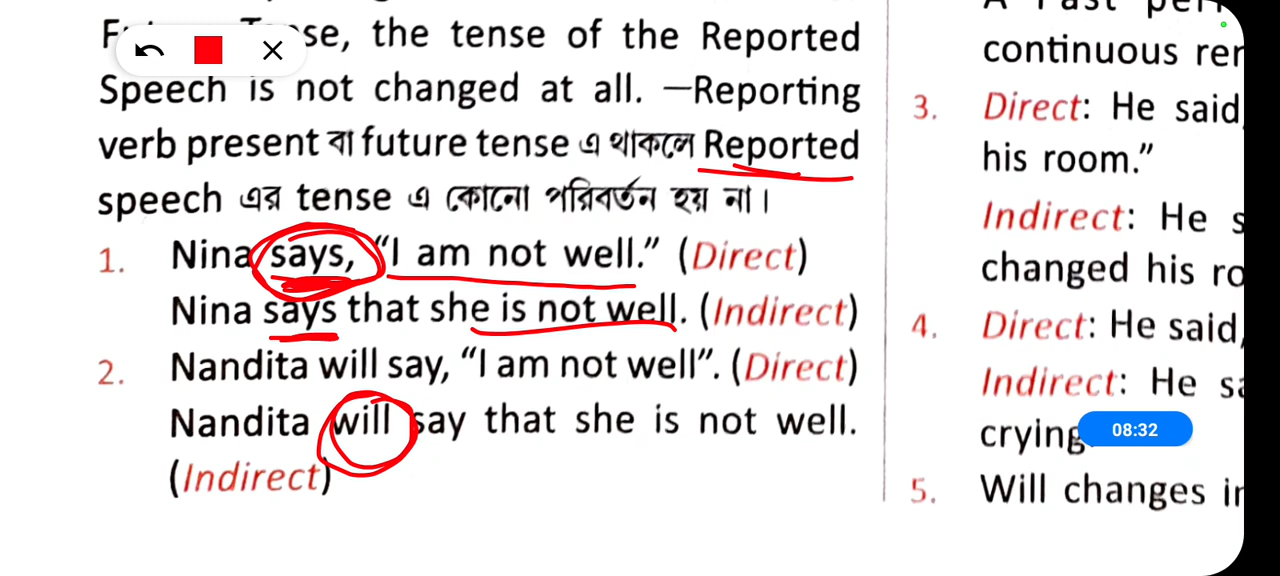 Tense, the tense of the Reported
Speech is not changed at all. —Reporting
verb present বা future tense এ থাকলে Reported
speech এর tense এ কোনো পরিবর্তন হয় না।
1. Nina says, “I am not well.” (Direct)
Nina says that she is not well. (Indirect)
2. Nandita will say, “I am not well”. (Direct)
Nandita will say that she is not well.
(Indirect)
continuous
3. Direct: He said,
his room.”
Indirect: He
changed his
4. Direct: He said,
Indirect: He
crying
08:32
5. Will changes